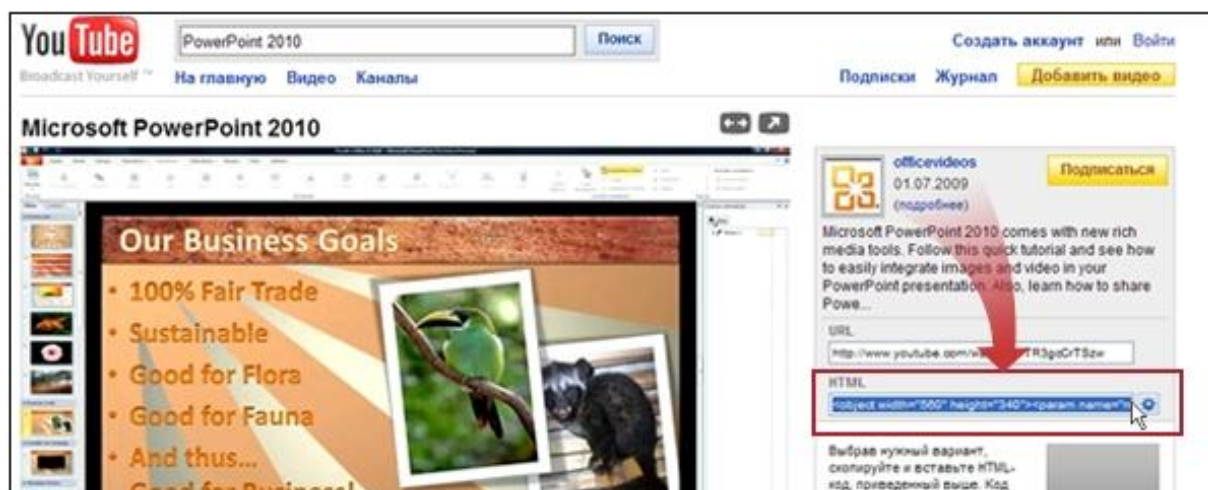 YouTube
PowerPoint 2010
Поиск
Создать аккаунт или Войти
Broadcast Yourself ™
На главную Видео Каналы
Подписки Журнал Добавить видео
Microsoft PowerPoint 2010
Our Business Goals
• 100% Fair Trade
• Sustainable
• Good for Flora
• Good for Fauna
• And thus...
Good for Business!
officevideos
01.07.2009
(подробнее)
Подписаться
Microsoft PowerPoint 2010 comes with new rich
media tools. Follow this quick tutorial and see how
to easily integrate images and video in your
PowerPoint presentation. Also, learn how to share
Powe...
URL
http://www.youtube.com/
HTML
<object width="560" height="340"><param name="
Выбрав нужный вариант,
скопируйте и вставьте HTML-
код, приведенный выше. Код